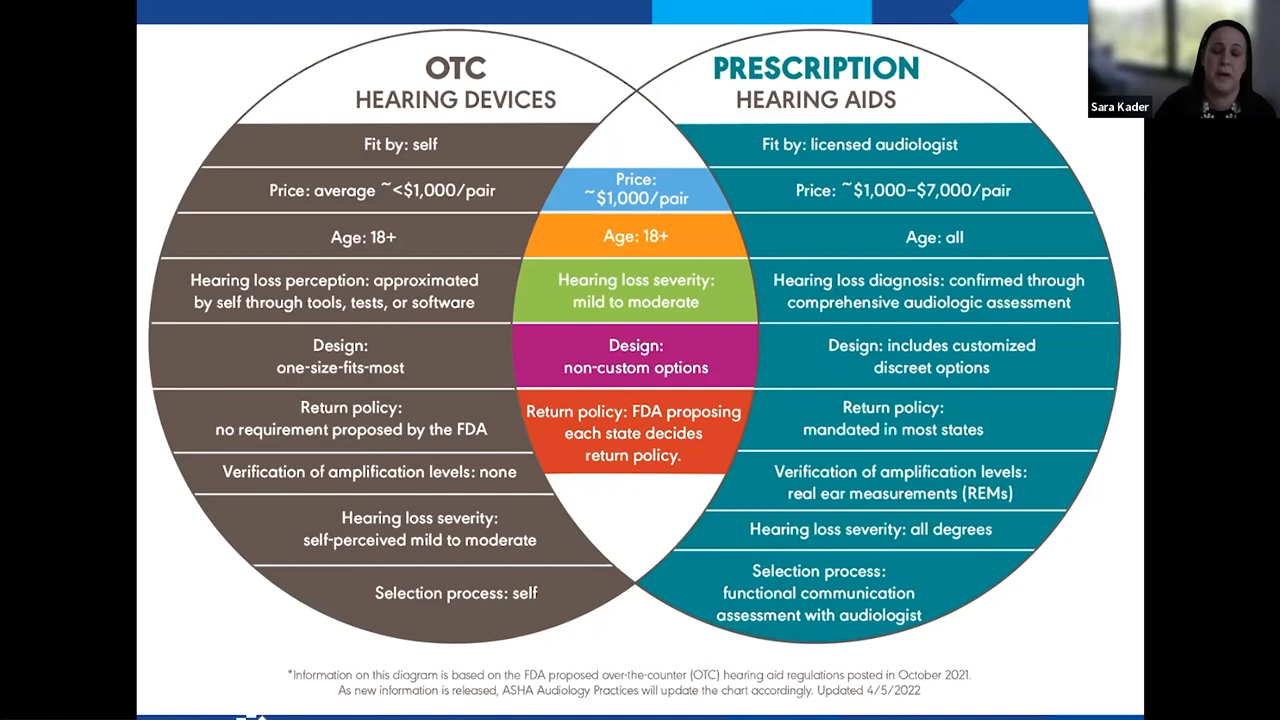 OTC
HEARING DEVICES
Fit by: self
Price: average ~<$1,000/pair
Age: 18+
Hearing loss perception: approximated
by self through tools, tests, or software
Design:
one-size-fits-most
Return policy:
no requirement proposed by the FDA
Verification of amplification levels: none
Hearing loss severity:
self-perceived mild to moderate
Selection process: self
Price:
~$1,000/pair
Age: 18+
Hearing loss severity:
mild to moderate
Design:
non-custom options
Return policy: FDA proposing
each state decides
return policy.
PRESCRIPTION
HEARING AIDS
Fit by: licensed audiologist
Price: ~$1,000–$7,000/pair
Age: all
Hearing loss diagnosis: confirmed through
comprehensive audiologic assessment
Design: includes customized
discreet options
Return policy:
mandated in most states
Verification of amplification levels:
real ear measurements (REMs)
Hearing loss severity: all degrees
Selection process:
functional communication
assessment with audiologist
Sara Kader
*Information on this diagram is based on the FDA proposed over-the-counter (OTC) hearing aid regulations posted in October 2021.
As new information is released, ASHA Audiology Practices will update the chart accordingly. Updated 4/5/2022